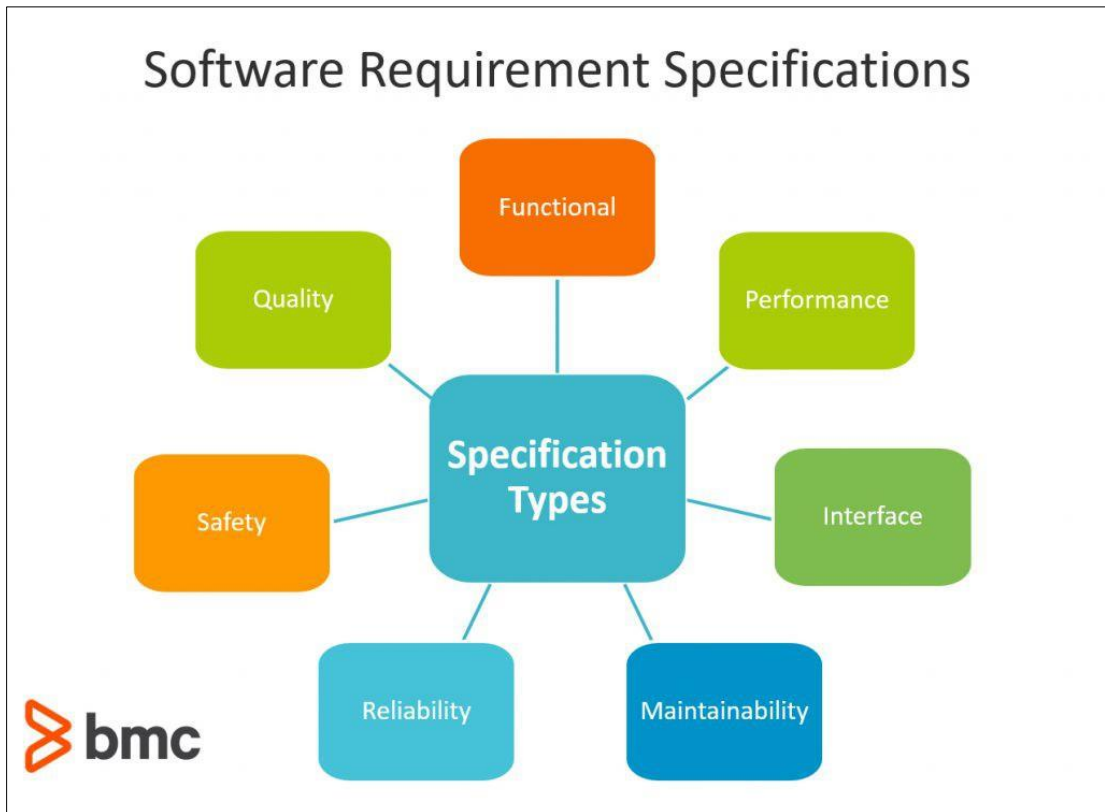 Software Requirement Specifications
Functional
Quality
Performance
Specification
Types
Safety
Interface
Reliability
Maintainability
bmc